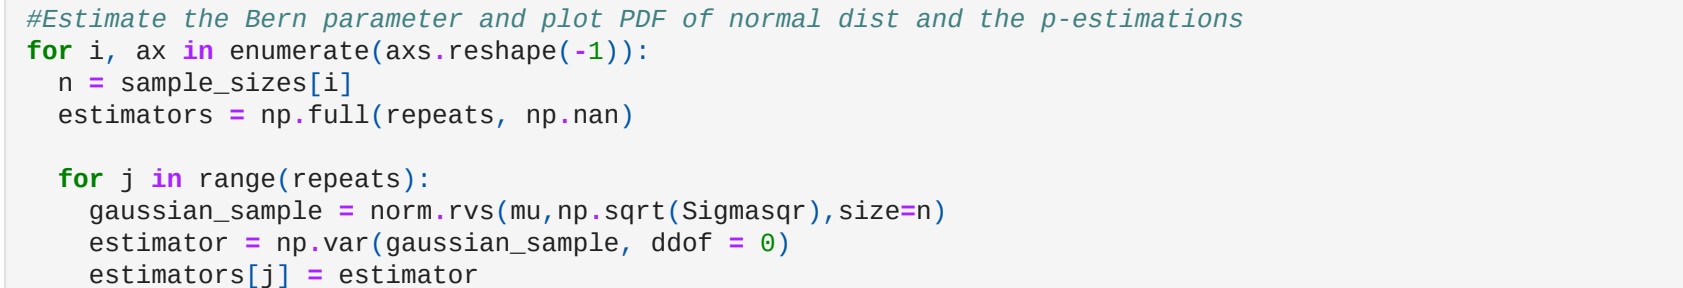 #Estimate the Bern parameter and plot PDF of normal dist and the p-estimations
for i, ax in enumerate(axs.reshape(-1)):
  n = sample_sizes[i]
  estimators = np.full(repeats, np.nan)

  for j in range(repeats):
    gaussian_sample = norm.rvs(mu,np.sqrt(Sigmasqr),size=n)
    estimator = np.var(gaussian_sample, ddof = 0)
    estimators[j] = estimator